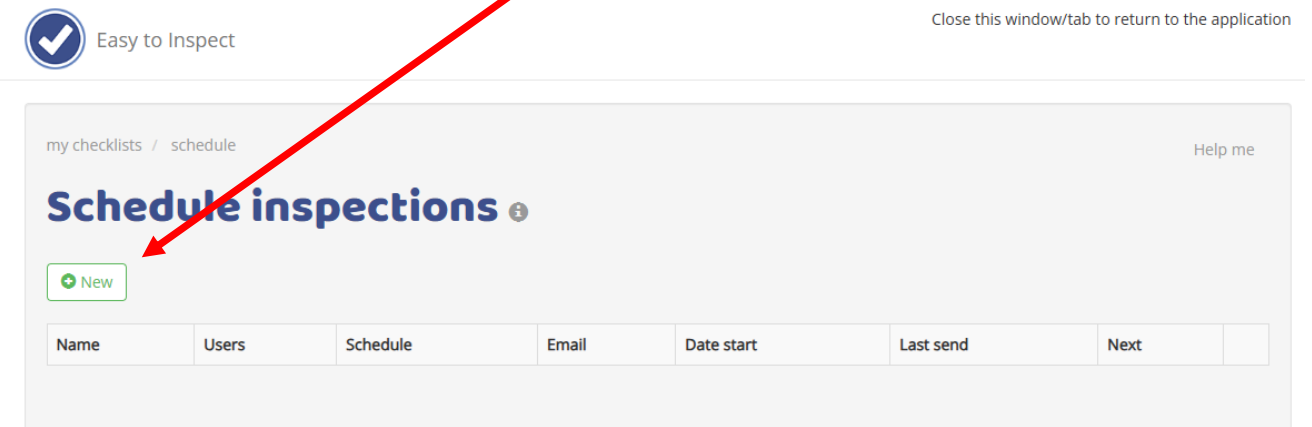 Easy to Inspect
Close this window/tab to return to the application
my checklists / schedule
Help me
Schedule inspections
New
Name Users Schedule Email Date start Last send Next